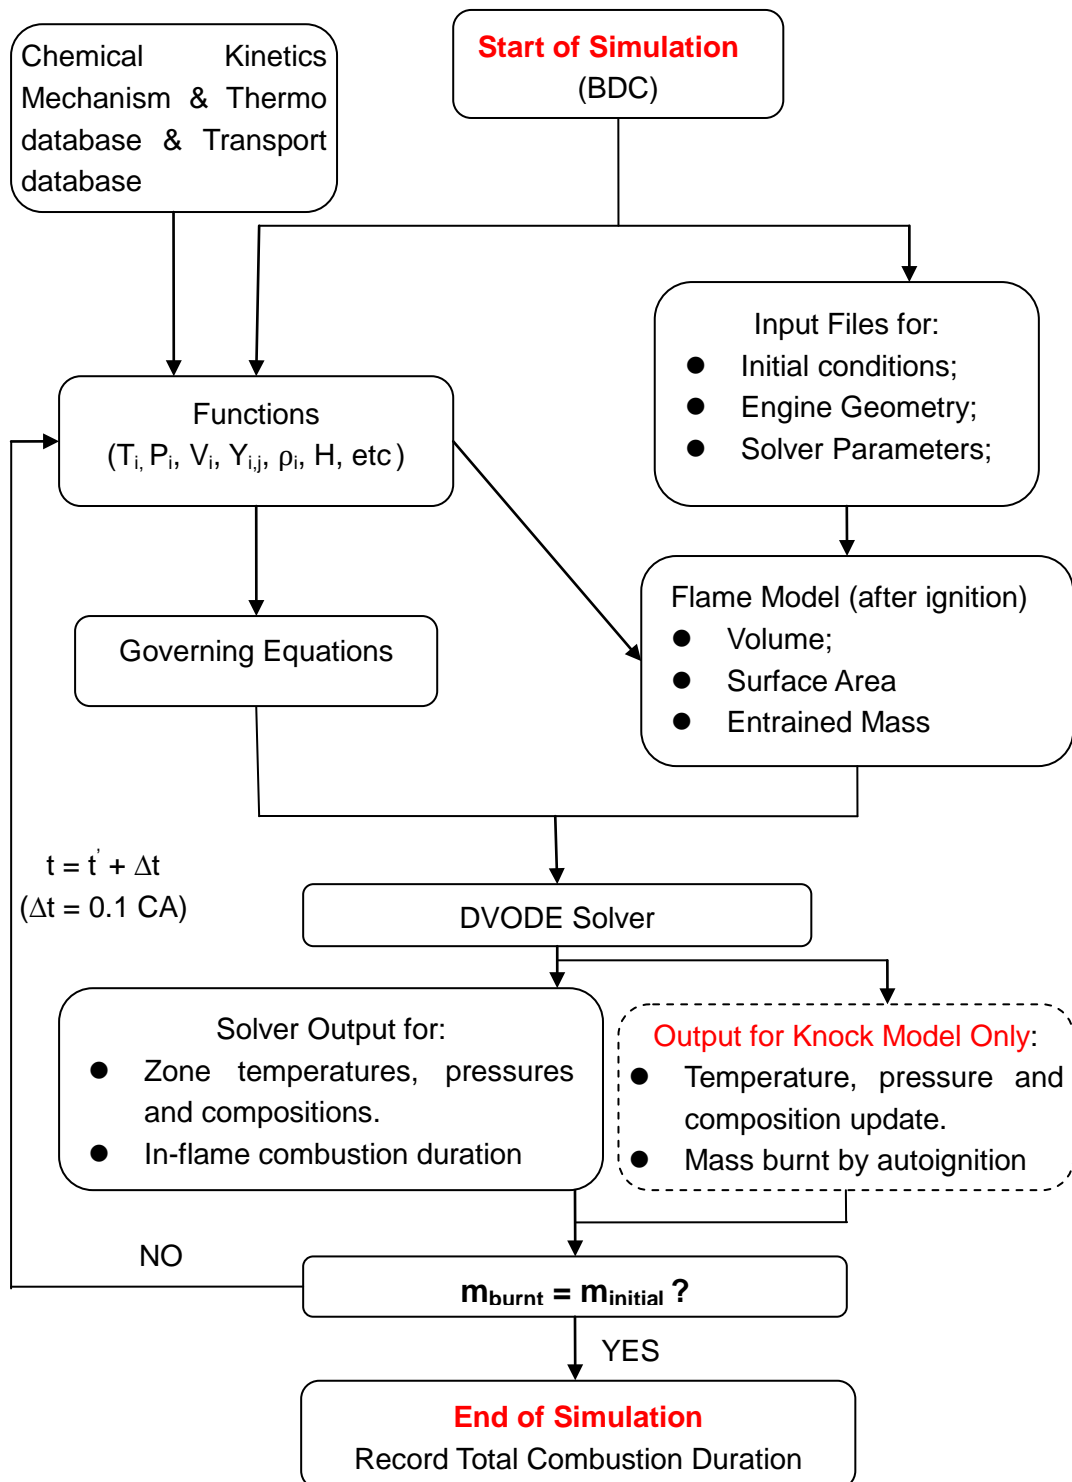 Chemical Kinetics
Mechanism & Thermo
database & Transport
database
Start of Simulation
(BDC)
Input Files for:
● Initial conditions;
● Engine Geometry;
● Solver Parameters;
Functions
(Ti, Pi, Vi, Yi,j, ρi, H, etc)
Flame Model (after ignition)
● Volume;
● Surface Area
● Entrained Mass
Governing Equations
t = t' + Δt
(Δt = 0.1 CA)
DVODE Solver
Solver Output for:
● Zone temperatures, pressures
and compositions.
● In-flame combustion duration
Output for Knock Model Only:
● Temperature, pressure and
composition update.
● Mass burnt by autoignition
NO
mburnt = minitial ?
YES
End of Simulation
Record Total Combustion Duration